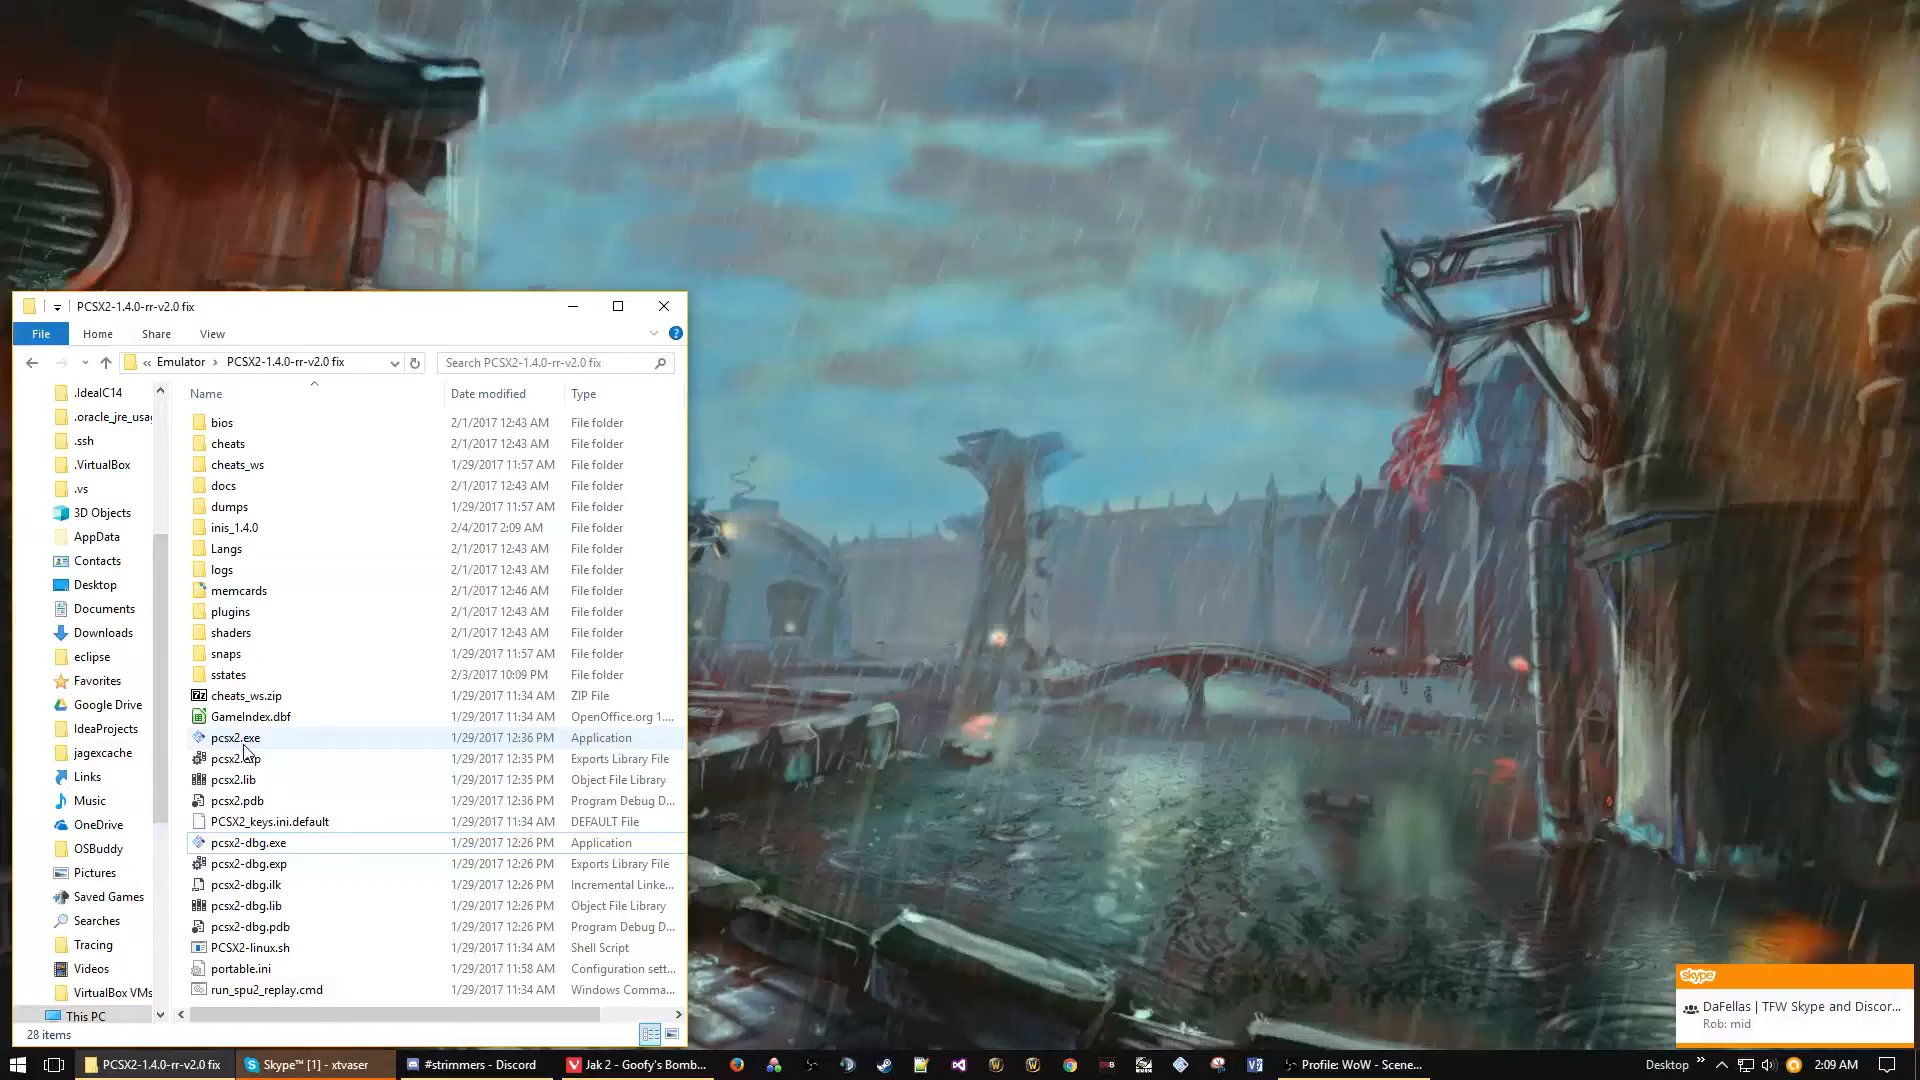 PCSX2-1.4.0-rr-v2.0 fix
File Home Share View
« Emulator > PCSX2-1.4.0-rr-v2.0 fix
Search PCSX2-1.4.0-rr-v2.0 fix
.IdeaIC14
.oracle_jre_usa
.ssh
.VirtualBox
.vs
3D Objects
AppData
Contacts
Desktop
Documents
Downloads
eclipse
Favorites
Google Drive
IdeaProjects
jagexcache
Links
Music
OneDrive
OSBuddy
Pictures
Saved Games
Searches
Tracing
Videos
VirtualBox VMs
This PC
Name Date modified Type
bios 2/1/2017 12:43 AM File folder
cheats 2/1/2017 12:43 AM File folder
cheats_ws 1/29/2017 11:57 AM File folder
docs 2/1/2017 12:43 AM File folder
dumps 1/29/2017 11:57 AM File folder
inis_1.4.0 2/4/2017 2:09 AM File folder
Langs 2/1/2017 12:43 AM File folder
logs 2/1/2017 12:43 AM File folder
memcards 2/1/2017 12:46 AM File folder
plugins 2/1/2017 12:43 AM File folder
shaders 2/1/2017 12:43 AM File folder
snaps 1/29/2017 11:57 AM File folder
sstates 2/3/2017 10:09 PM File folder
cheats_ws.zip 1/29/2017 11:34 AM ZIP File
GameIndex.dbf 1/29/2017 11:34 AM OpenOffice.org 1....
pcsx2.exe 1/29/2017 12:36 PM Application
pcsx2.exp 1/29/2017 12:35 PM Exports Library File
pcsx2.lib 1/29/2017 12:35 PM Object File Library
pcsx2.pdb 1/29/2017 12:36 PM Program Debug D...
PCSX2_keys.ini.default 1/29/2017 11:34 AM DEFAULT File
pcsx2-dbg.exe 1/29/2017 12:26 PM Application
pcsx2-dbg.exp 1/29/2017 12:26 PM Exports Library File
pcsx2-dbg.ilk 1/29/2017 12:26 PM Incremental Linke...
pcsx2-dbg.lib 1/29/2017 12:26 PM Object File Library
pcsx2-dbg.pdb 1/29/2017 12:26 PM Program Debug D...
PCSX2-linux.sh 1/29/2017 11:34 AM Shell Script
portable.ini 1/29/2017 11:58 AM Configuration sett...
run_spu2_replay.cmd 1/29/2017 11:34 AM Windows Comma...
28 items
skype
DaFellas | TFW Skype and Discor...
Rob: mid
PCSX2-1.4.0-rr-v2.0 fix Skype™ [1] - xtvaser #strimmers - Discord Jak 2 - Goofy's Bomb... Profile: WoW - Scene... Desktop 2:09 AM